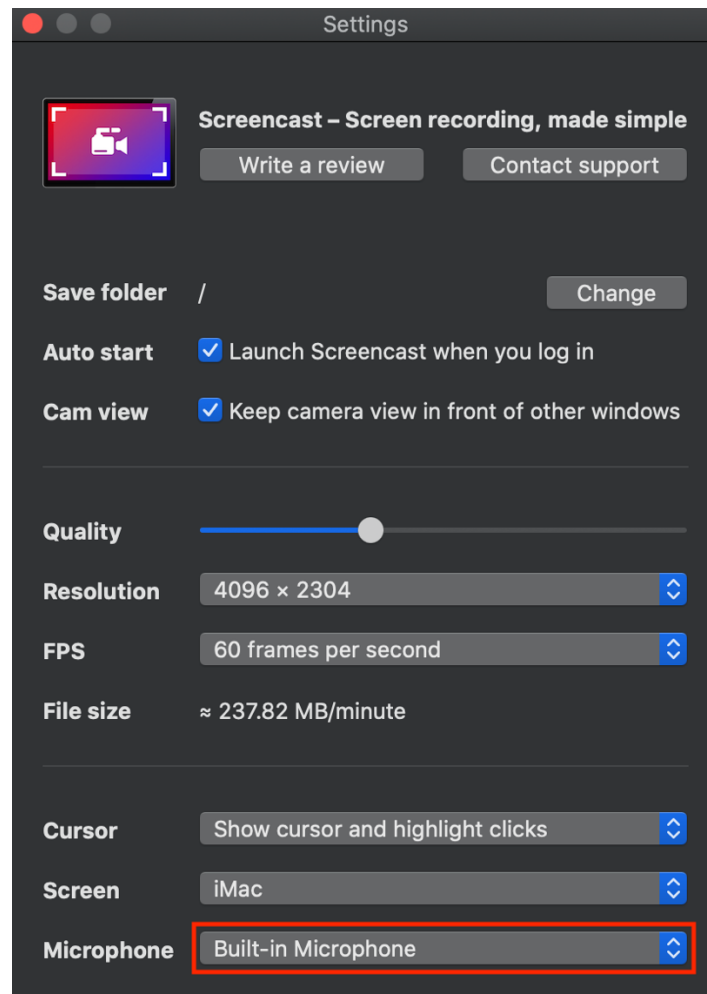 Settings
Screencast – Screen recording, made simple
Write a review Contact support
Save folder / Change
Auto start Launch Screencast when you log in
Cam view Keep camera view in front of other windows
Quality
Resolution 4096 × 2304
FPS 60 frames per second
File size ≈ 237.82 MB/minute
Cursor Show cursor and highlight clicks
Screen iMac
Microphone Built-in Microphone